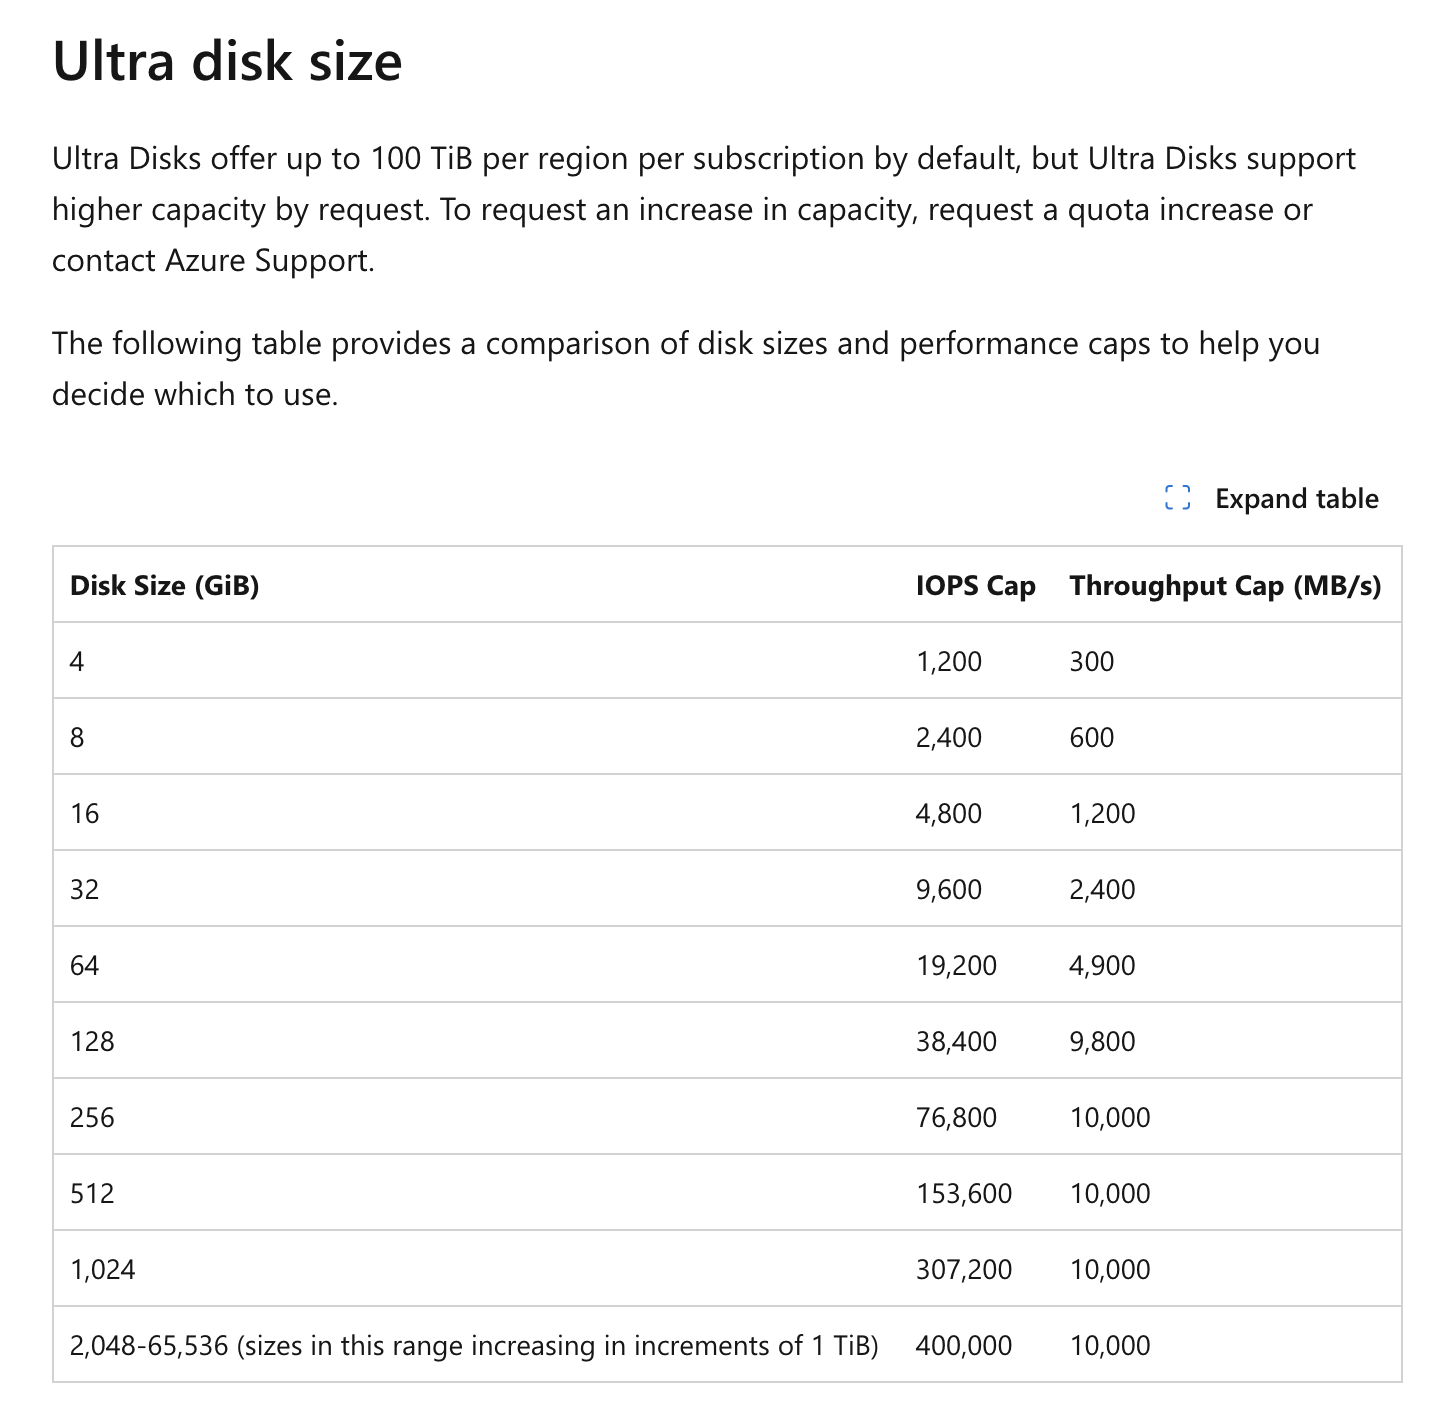 Ultra disk size
Ultra Disks offer up to 100 TiB per region per subscription by default, but Ultra Disks support
higher capacity by request. To request an increase in capacity, request a quota increase or
contact Azure Support.
The following table provides a comparison of disk sizes and performance caps to help you
decide which to use.
Expand table
Disk Size (GiB) IOPS Cap Throughput Cap (MB/s)
4 1,200 300
8 2,400 600
16 4,800 1,200
32 9,600 2,400
64 19,200 4,900
128 38,400 9,800
256 76,800 10,000
512 153,600 10,000
1,024 307,200 10,000
2,048-65,536 (sizes in this range increasing in increments of 1 TiB) 400,000 10,000